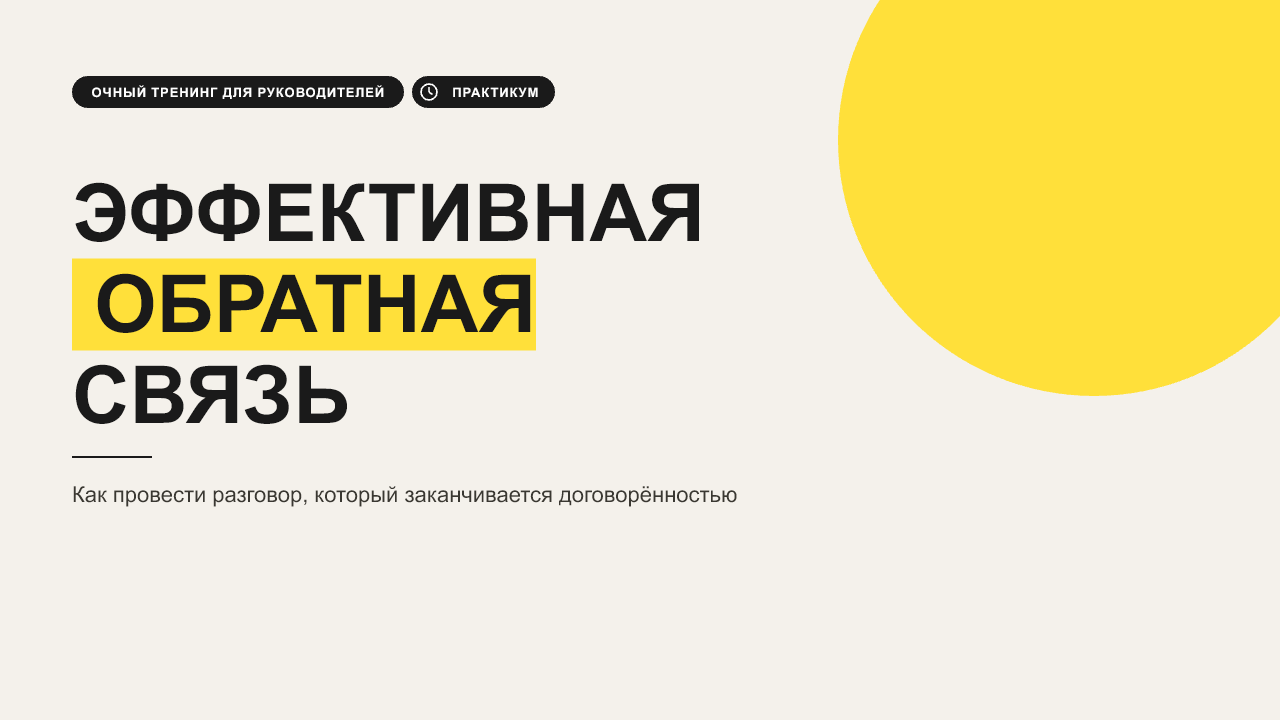 ОЧНЫЙ ТРЕНИНГ ДЛЯ РУКОВОДИТЕЛЕЙ ПРАКТИКУМ
ЭФФЕКТИВНАЯ
ОБРАТНАЯ
СВЯЗЬ
Как провести разговор, который заканчивается договорённостью